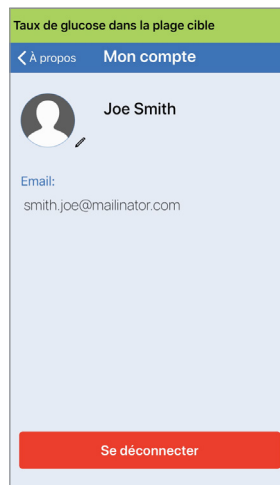 Taux de glucose dans la plage cible
À propos Mon compte
Joe Smith
Email:
smith.joe@mailinator.com
Se déconnecter